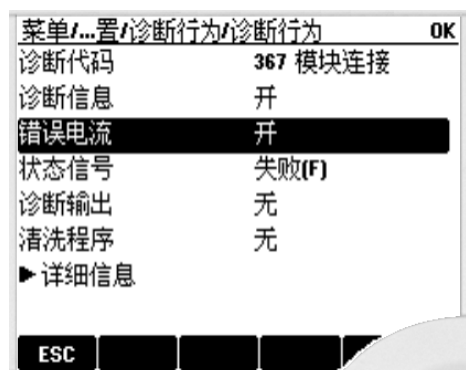 菜单/...置/诊断行为/诊断行为 OK
诊断代码 367 模块连接
诊断信息 开
错误电流 开
状态信号 失败(F)
诊断输出 无
清洗程序 无
▶详细信息
ESC